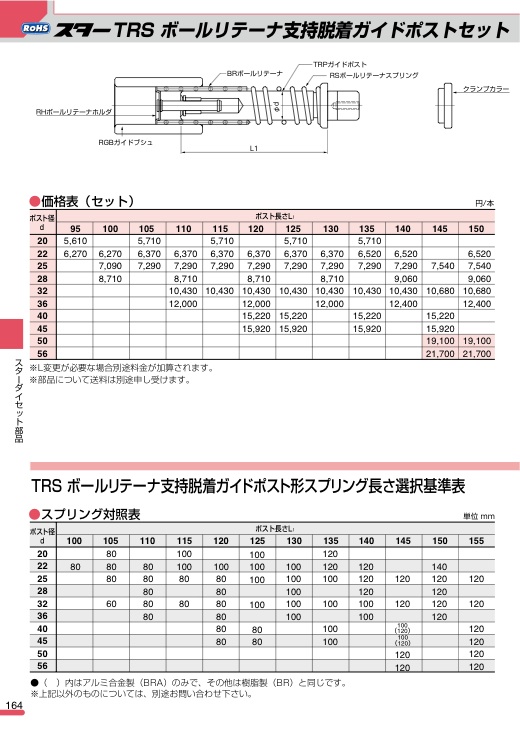 RoHS スター TRS ボールリテーナ支持脱着ガイドポストセット
TRPガイドポスト
BRボールリテーナ
RSボールリテーナスプリング
クランプカラー
RHボールリテーナホルダ
φd
RGBガイドブシュ
L1
●価格表（セット）
円/本
ポスト径 d ポスト長さL
95 100 105 110 115 120 125 130 135 140 145 150
20 5,610 5,710 5,710 5,710 5,710
22 6,270 6,270 6,370 6,370 6,370 6,370 6,370 6,370 6,520 6,520 6,520
25 7,090 7,290 7,290 7,290 7,290 7,290 7,290 7,290 7,290 7,540 7,540
28 8,710 8,710 8,710 8,710 9,060 9,060
32 10,430 10,430 10,430 10,430 10,430 10,430 10,430 10,680 10,680
36 12,000 12,000 12,000 12,400 12,400
40 15,220 15,220 15,220 15,220
45 15,920 15,920 15,920 15,920
50 19,100 19,100
56 21,700 21,700
※L変更が必要な場合別途料金が加算されます。
※部品について送料は別途申し受けます。
スターダイセット部品
TRS ボールリテーナ支持脱着ガイドポスト形スプリング長さ選択基準表
●スプリング対照表
単位 mm
ポスト径 d ポスト長さL
100 105 110 115 120 125 130 135 140 145 150 155
20 80 100 100 120
22 80 80 80 100 100 100 100 120 120 140
25 80 80 80 80 100 100 100 120 120 120 120
28 80 80 100 120 120
32 60 80 80 80 100 100 100 100 120 120 120
36 80 80 100 100 120
40 80 80 100 100 (120) 120
45 80 80 100 100 (120) 120
50 120 120
56 120 120
●（　）内はアルミ合金製（BRA）のみで、その他は樹脂製（BR）と同じです。
※上記以外のものについては、別途お問い合わせ下さい。
164